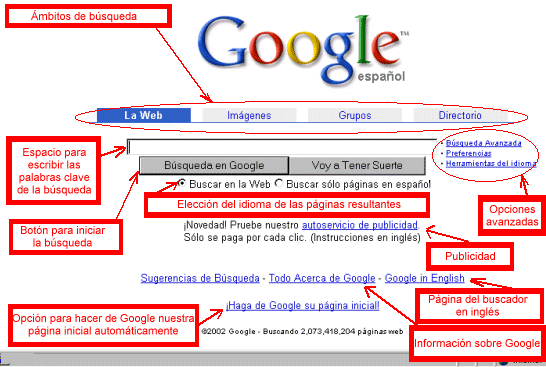 Ámbitos de búsqueda
Google™
español
La Web Imágenes Grupos Directorio
Espacio para
escribir las
palabras clave
de la búsqueda
· Búsqueda Avanzada
· Preferencias
· Herramientas del idioma
Búsqueda en Google Voy a Tener Suerte
Buscar en la Web Buscar sólo páginas en español
Elección del idioma de las páginas resultantes
Opciones
avanzadas
Botón para iniciar
la búsqueda
¡Novedad! Pruebe nuestro autoservicio de publicidad.
Sólo se paga por cada clic. (Instrucciones en inglés)
Publicidad
Sugerencias de Búsqueda - Todo Acerca de Google - Google in English
Página del buscador
en inglés
¡Haga de Google su página inicial!
Opción para hacer de Google nuestra
página inicial automáticamente
©2002 Google - Buscando 2,073,418,204 páginas web
Información sobre Google